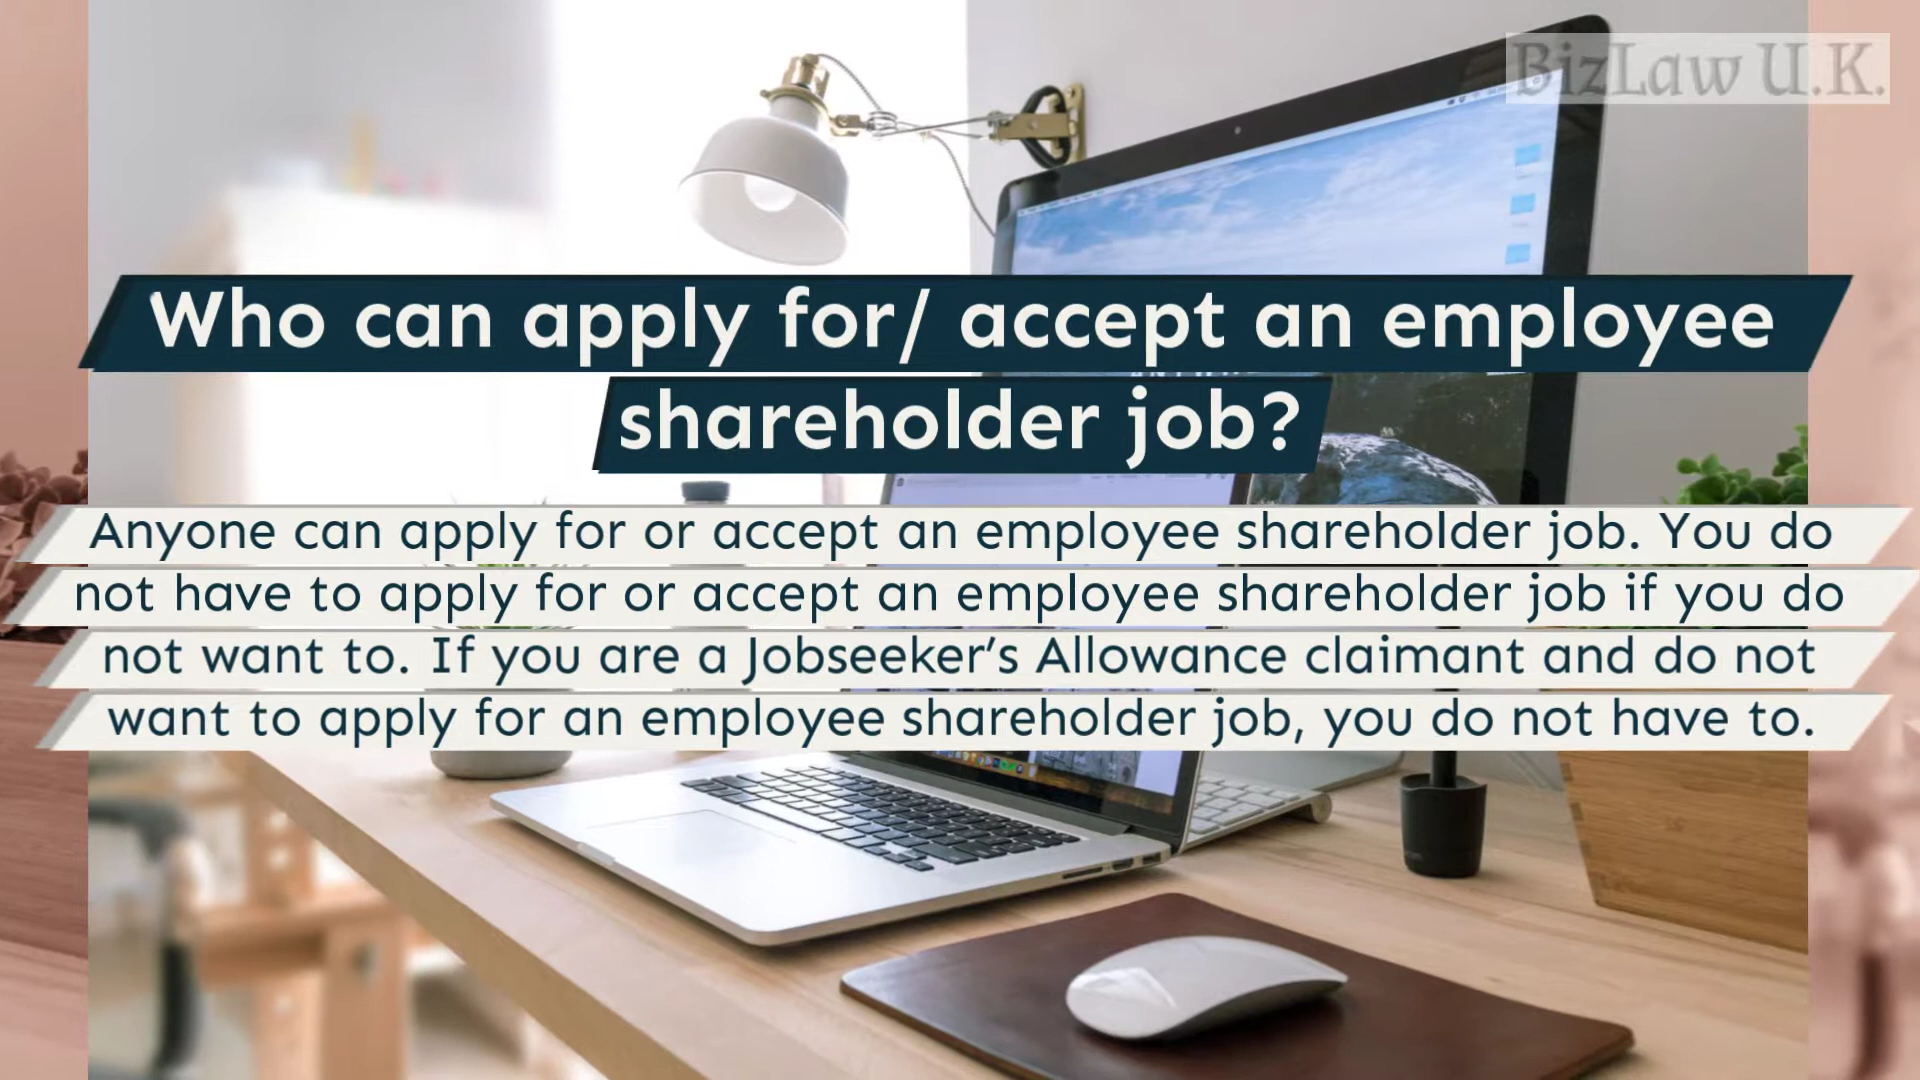 BizLaw U.K.
Who can apply for/ accept an employee
shareholder job?
Anyone can apply for or accept an employee shareholder job. You do
not have to apply for or accept an employee shareholder job if you do
not want to. If you are a Jobseeker’s Allowance claimant and do not
want to apply for an employee shareholder job, you do not have to.